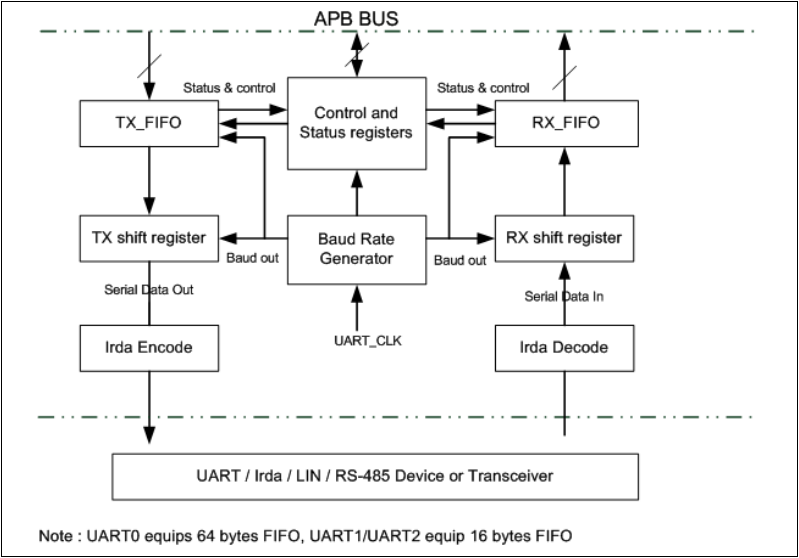 APB BUS
Status & control
Status & control
TX_FIFO
Control and
Status registers
RX_FIFO
TX shift register
Baud Rate
Generator
RX shift register
Baud out
Baud out
Serial Data Out
Serial Data In
UART_CLK
Irda Encode
Irda Decode
UART / Irda / LIN / RS-485 Device or Transceiver
Note : UART0 equips 64 bytes FIFO, UART1/UART2 equip 16 bytes FIFO